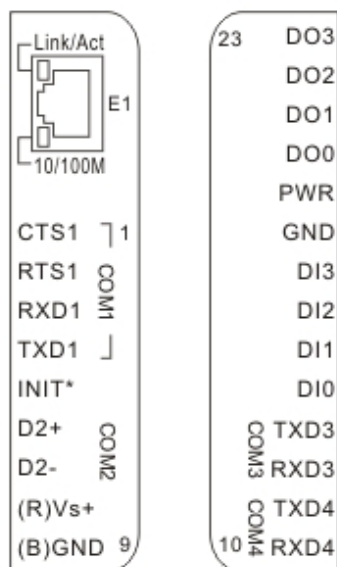 Link/Act
E1
10/100M
CTS1 1
RTS1
RXD1
TXD1
COM1
INIT*
D2+
D2-
COM2
(R)Vs+
(B)GND 9
23 DO3
DO2
DO1
DO0
PWR
GND
DI3
DI2
DI1
DI0
TXD3
RXD3
COM3
TXD4
10 RXD4
COM4